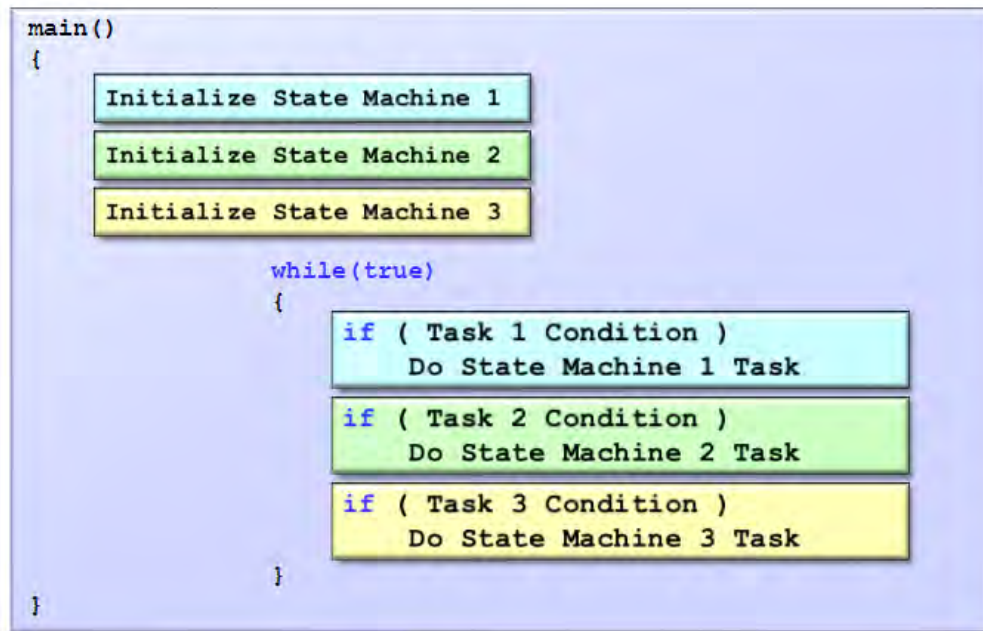 main()
{
Initialize State Machine 1
Initialize State Machine 2
Initialize State Machine 3
while(true)
{
if ( Task 1 Condition )
Do State Machine 1 Task
if ( Task 2 Condition )
Do State Machine 2 Task
if ( Task 3 Condition )
Do State Machine 3 Task
}
}